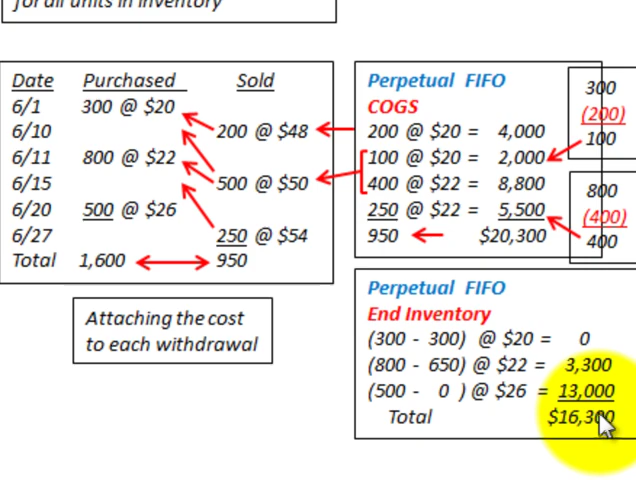 for all units in inventory
Date Purchased Sold
6/1 300 @ $20
6/10 200 @ $48
6/11 800 @ $22
6/15 500 @ $50
6/20 500 @ $26
6/27 250 @ $54
Total 1,600 950
Attaching the cost
to each withdrawal
Perpetual FIFO
COGS
200 @ $20 = 4,000
100 @ $20 = 2,000
400 @ $22 = 8,800
250 @ $22 = 5,500
950 $20,300
300
(200)
100
800
(400)
400
Perpetual FIFO
End Inventory
(300 - 300) @ $20 = 0
(800 - 650) @ $22 = 3,300
(500 - 0 ) @ $26 = 13,000
Total $16,300